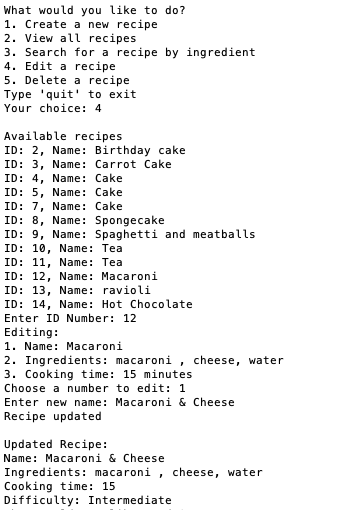 What would you like to do?
1. Create a new recipe
2. View all recipes
3. Search for a recipe by ingredient
4. Edit a recipe
5. Delete a recipe
Type 'quit' to exit
Your choice: 4

Available recipes
ID: 2, Name: Birthday cake
ID: 3, Name: Carrot Cake
ID: 4, Name: Cake
ID: 5, Name: Cake
ID: 7, Name: Cake
ID: 8, Name: Spongecake
ID: 9, Name: Spaghetti and meatballs
ID: 10, Name: Tea
ID: 11, Name: Tea
ID: 12, Name: Macaroni
ID: 13, Name: ravioli
ID: 14, Name: Hot Chocolate
Enter ID Number: 12
Editing:
1. Name: Macaroni
2. Ingredients: macaroni , cheese, water
3. Cooking time: 15 minutes
Choose a number to edit: 1
Enter new name: Macaroni & Cheese
Recipe updated

Updated Recipe:
Name: Macaroni & Cheese
Ingredients: macaroni , cheese, water
Cooking time: 15
Difficulty: Intermediate